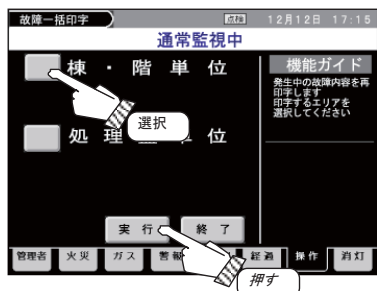 故障一括印字
点検
12月12日 17:15
通常監視中
棟・階単位
選択
処理 位
機能ガイド
発生中の故障内容を再
印字します
印字するエリアを
選択してください
実行
終了
管理者
火災
ガス
警報
経過
操作
消灯
押す